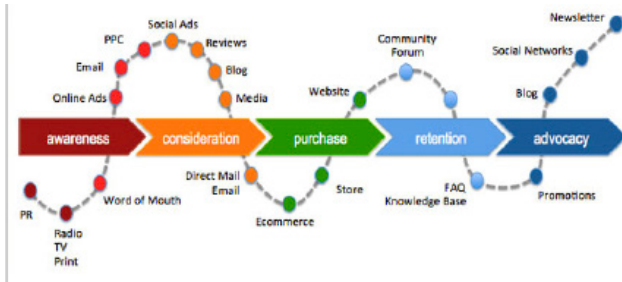 Newsletter
Social Ads
PPC
Reviews
Community
Forum
Social Networks
Email
Blog
Online Ads
Media
Website
Blog
awareness
consideration
purchase
retention
advocacy
Direct Mail
Email
Store
FAQ
Knowledge Base
Promotions
PR
Word of Mouth
Ecommerce
Radio
TV
Print